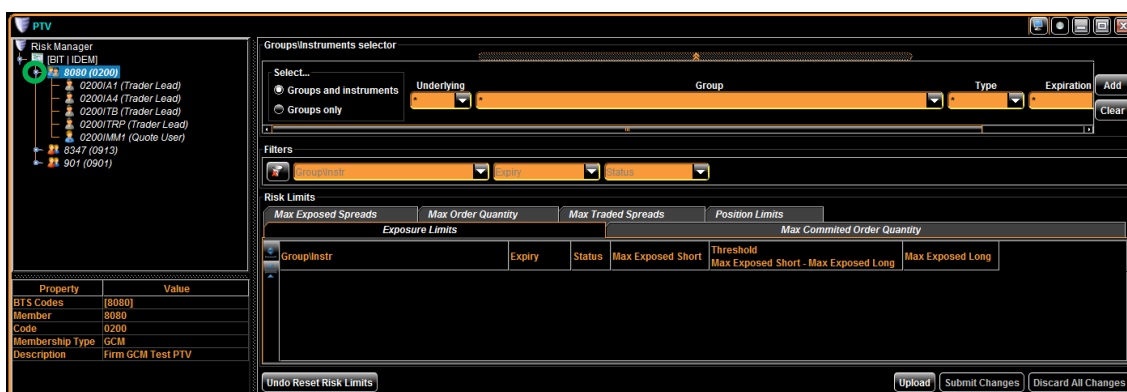 PTV
Risk Manager
[BIT | IDEM]
8080 (0200)
0200IA1 (Trader Lead)
0200IA4 (Trader Lead)
0200ITB (Trader Lead)
0200ITRP (Trader Lead)
0200IMM1 (Quote User)
8347 (0913)
901 (0901)
Property Value
BTS Codes [8080]
Member 8080
Code 0200
Membership Type GCM
Description Firm GCM Test PTV
Groups\Instruments selector
Select...
Groups and instruments
Groups only
Underlying Group Type Expiration
* * * *
Add
Clear
Filters
Group\Instr Expiry Status
Risk Limits
Max Exposed Spreads Max Order Quantity Max Traded Spreads Position Limits
Exposure Limits Max Commited Order Quantity
Group\Instr Expiry Status Max Exposed Short Threshold Max Exposed Long
Max Exposed Short - Max Exposed Long
Undo Reset Risk Limits Upload Submit Changes Discard All Changes